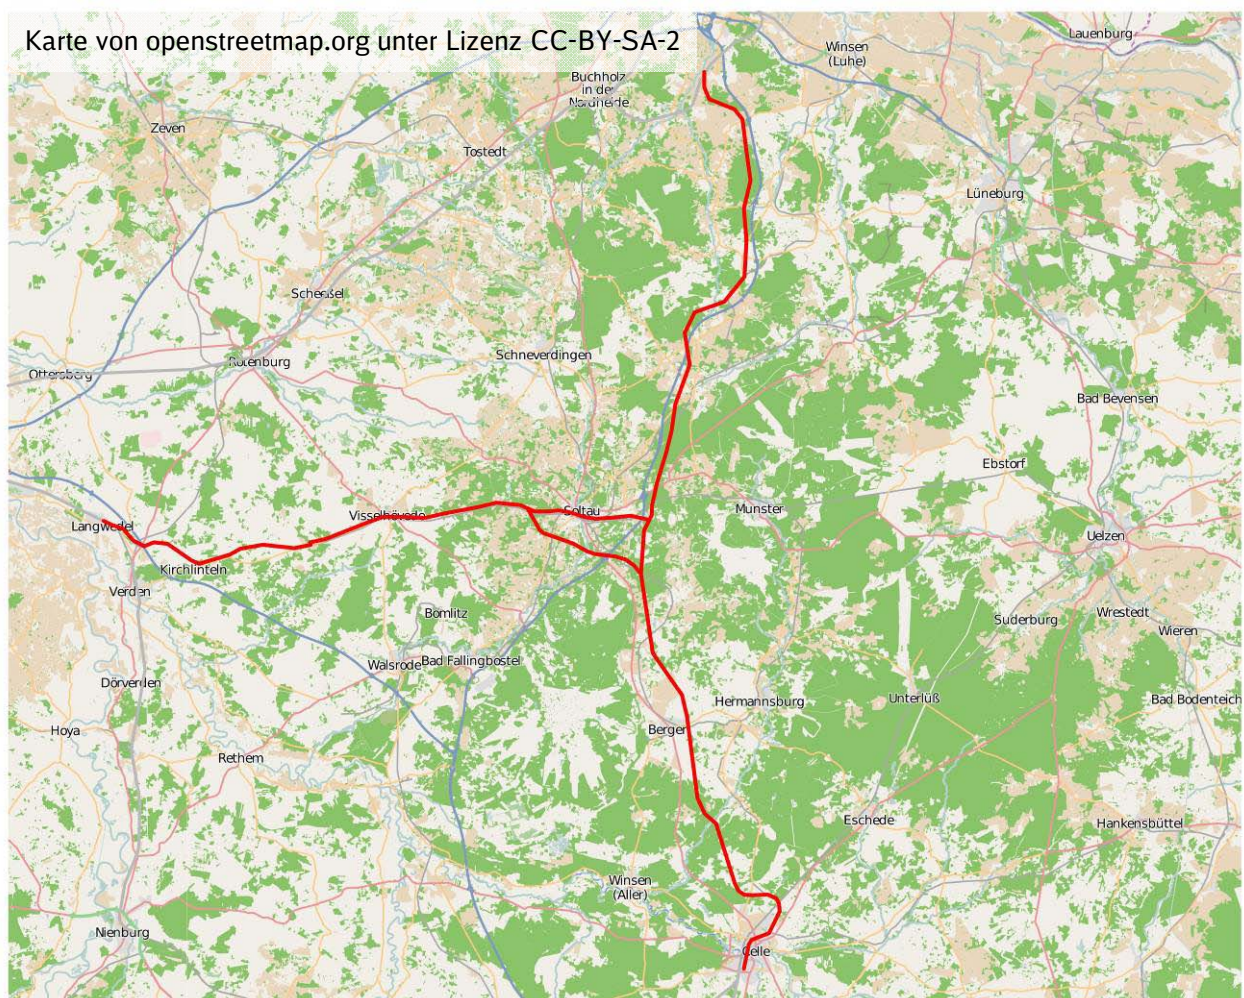 Karte von openstreetmap.org unter Lizenz CC-BY-SA-2
Lauenburg
Winsen
(Luhe)
Buchholz
in der
Nordheide
Zeven
Tostedt
Lüneburg
Scheeßel
Schneverdingen
Rotenburg
Ottersberg
Bad Bevensen
Ebstorf
Visselhövede
Soltau
Munster
Langwedel
Uelzen
Kirchlinteln
Verden
Bomlitz
Suderburg
Wrestedt
Wieren
Walsrode
Bad Fallingbostel
Dörverden
Hermannsburg
Unterlüß
Bad Bodenteich
Hoya
Bergen
Rethem
Eschede
Hankensbüttel
Winsen
(Aller)
Nienburg
Celle